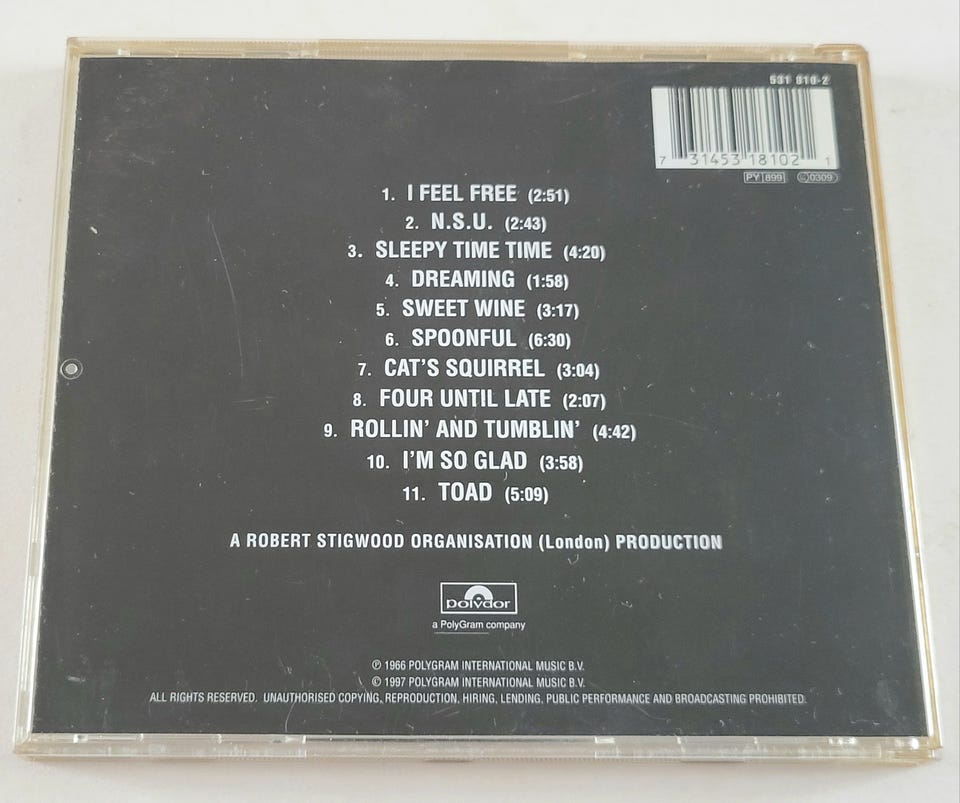 531 810-2
7 31453 18102 1
PY 899 0309
1. I FEEL FREE (2:51)
2. N.S.U. (2:43)
3. SLEEPY TIME TIME (4:20)
4. DREAMING (1:58)
5. SWEET WINE (3:17)
6. SPOONFUL (6:30)
7. CAT'S SQUIRREL (3:04)
8. FOUR UNTIL LATE (2:07)
9. ROLLIN' AND TUMBLIN' (4:42)
10. I'M SO GLAD (3:58)
11. TOAD (5:09)
A ROBERT STIGWOOD ORGANISATION (London) PRODUCTION
polydor
a PolyGram company
℗ 1966 POLYGRAM INTERNATIONAL MUSIC B.V.
© 1997 POLYGRAM INTERNATIONAL MUSIC B.V.
ALL RIGHTS RESERVED. UNAUTHORISED COPYING, REPRODUCTION, HIRING, LENDING, PUBLIC PERFORMANCE AND BROADCASTING PROHIBITED.